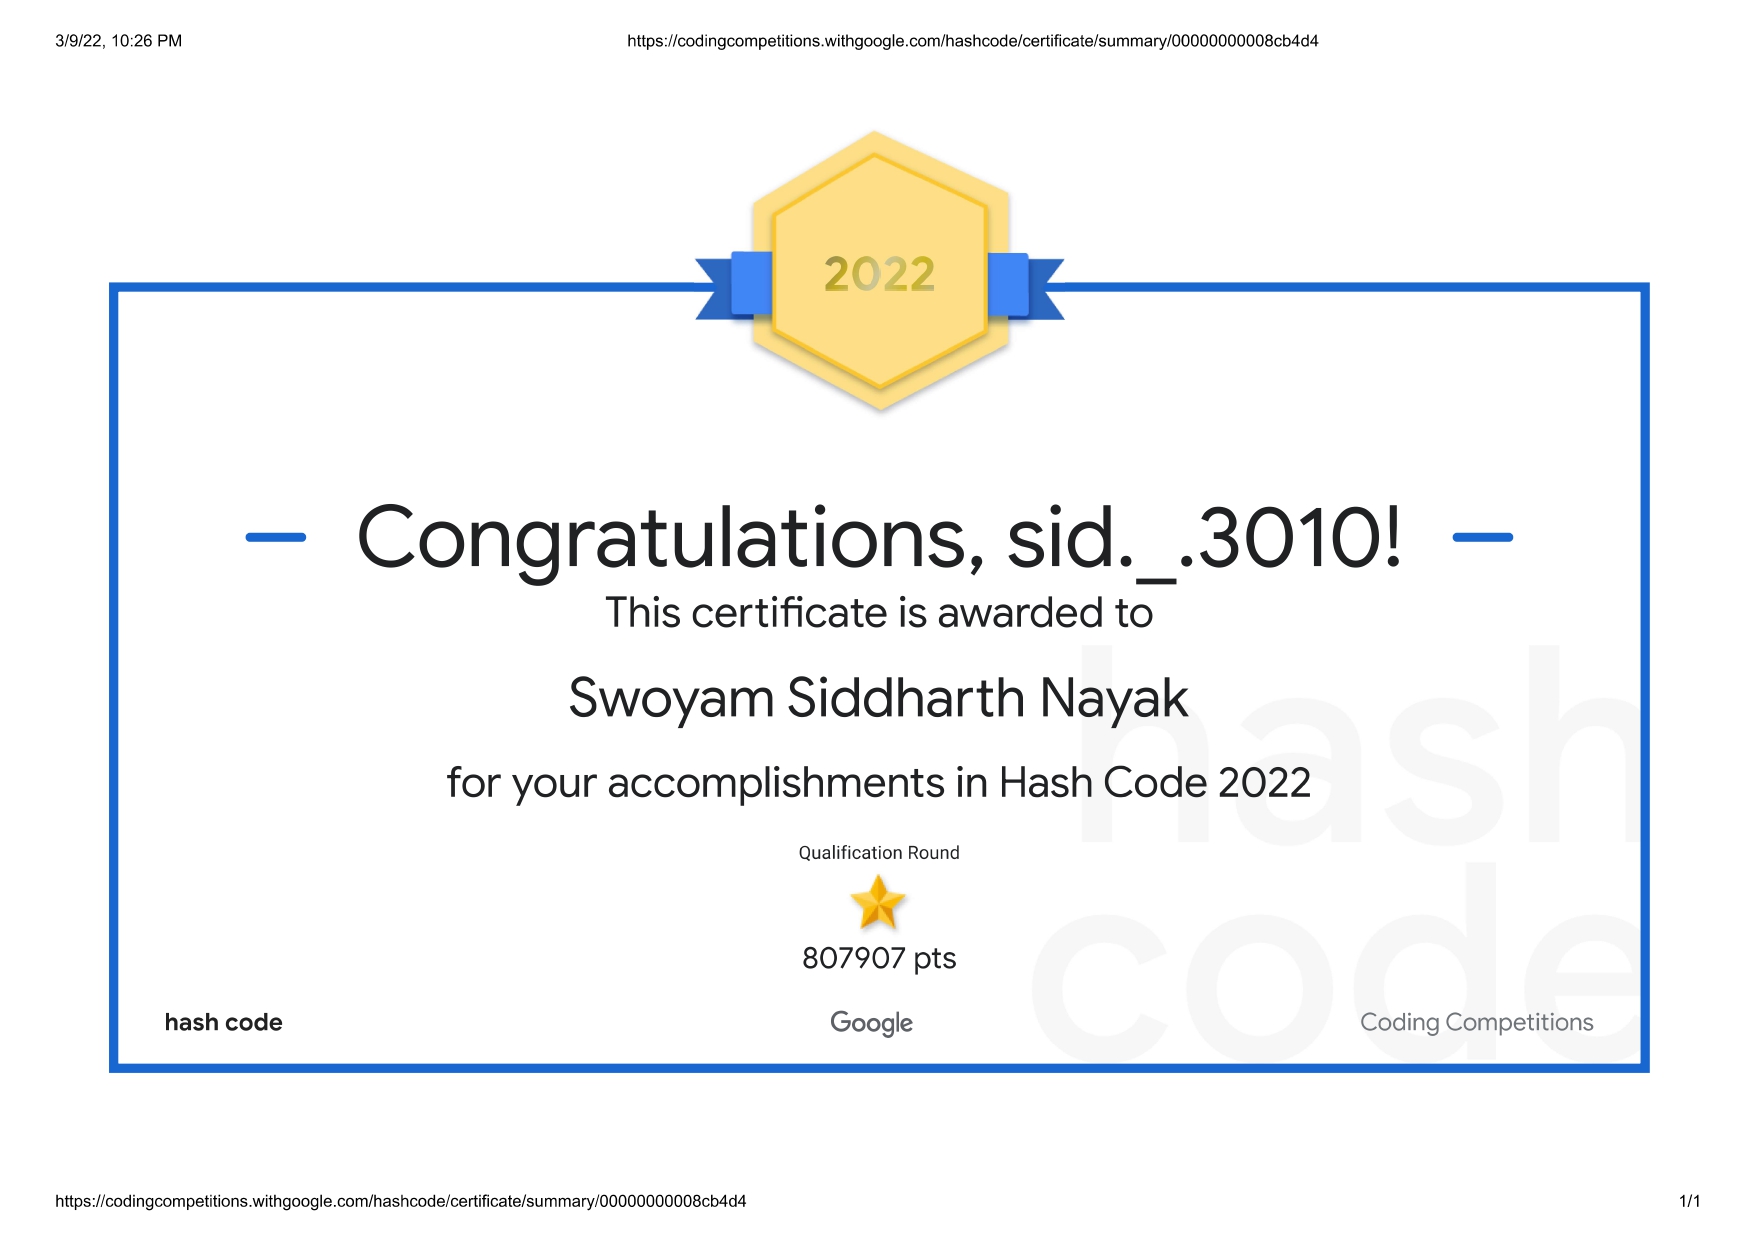 3/9/22, 10:26 PM
https://codingcompetitions.withgoogle.com/hashcode/certificate/summary/00000000008cb4d4
2022
Congratulations, sid._.3010!
This certificate is awarded to
Swoyam Siddharth Nayak
for your accomplishments in Hash Code 2022
hash
code
Qualification Round
807907 pts
hash code
Google
Coding Competitions
https://codingcompetitions.withgoogle.com/hashcode/certificate/summary/00000000008cb4d4
1/1